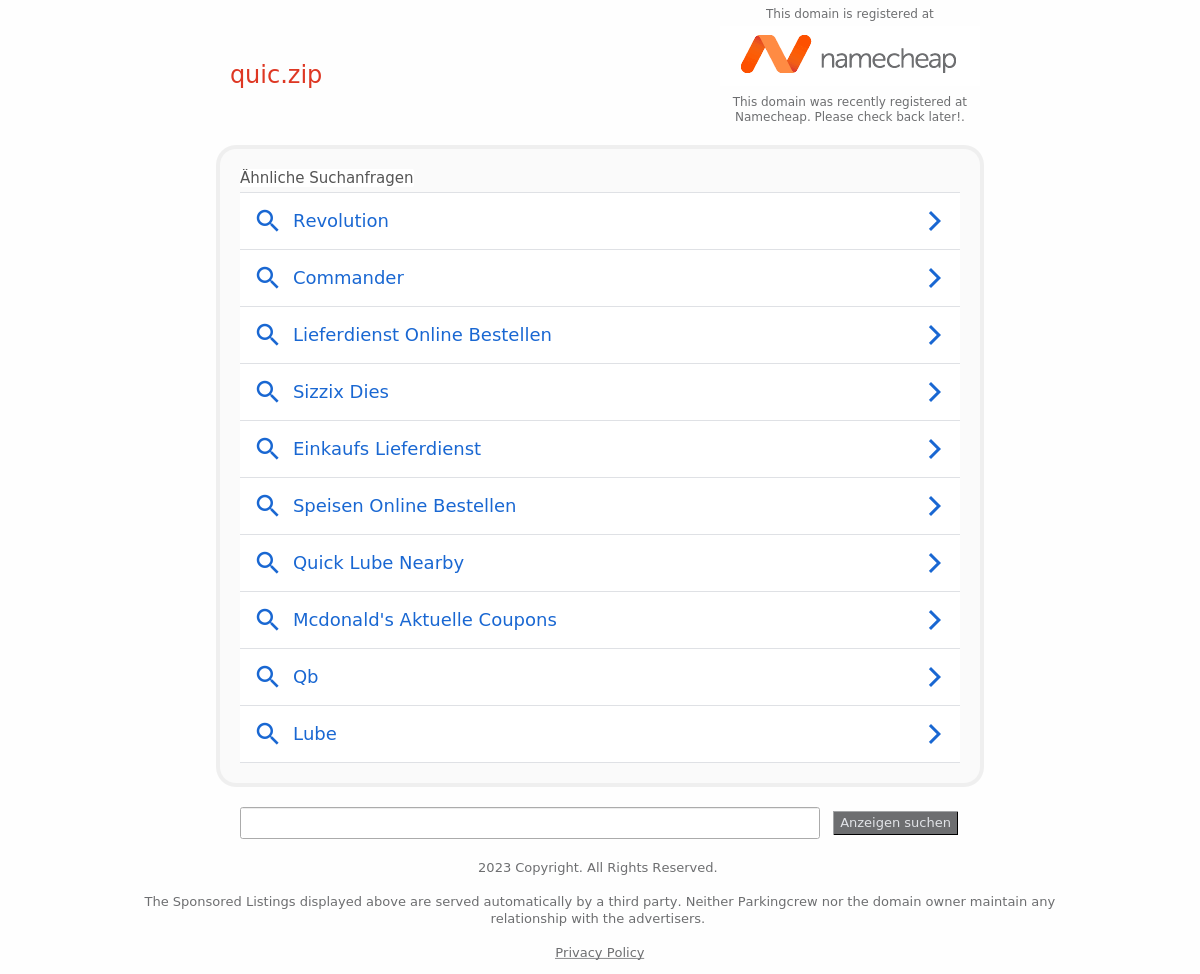 This domain is registered at
namecheap
quic.zip
This domain was recently registered at
Namecheap. Please check back later!.
Ähnliche Suchanfragen
Revolution
Commander
Lieferdienst Online Bestellen
Sizzix Dies
Einkaufs Lieferdienst
Speisen Online Bestellen
Quick Lube Nearby
Mcdonald's Aktuelle Coupons
Qb
Lube
Anzeigen suchen
2023 Copyright. All Rights Reserved.
The Sponsored Listings displayed above are served automatically by a third party. Neither Parkingcrew nor the domain owner maintain any
relationship with the advertisers.
Privacy Policy